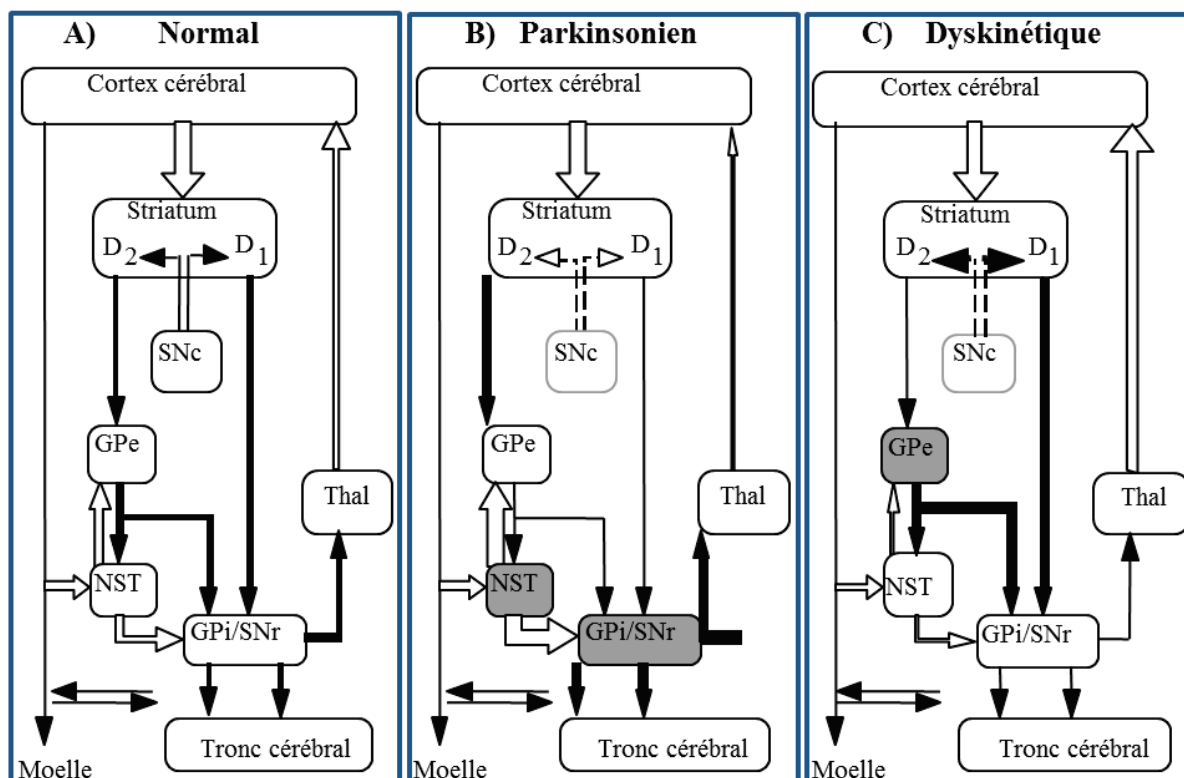 A) Normal
Cortex cérébral
Striatum
D2 D1
SNc
GPe
Thal
NST
GPi/SNr
Tronc cérébral
Moelle
B) Parkinsonien
Cortex cérébral
Striatum
D2 D1
SNc
GPe
Thal
NST
GPi/SNr
Tronc cérébral
Moelle
C) Dyskinétique
Cortex cérébral
Striatum
D2 D1
SNc
GPe
Thal
NST
GPi/SNr
Tronc cérébral
Moelle